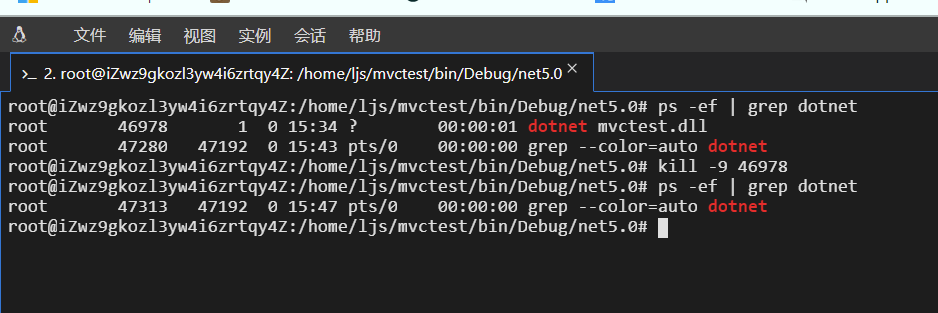 文件 编辑 视图 实例 会话 帮助
>_ 2. root@iZwz9gkozl3yw4i6zrtqy4Z: /home/ljs/mvctest/bin/Debug/net5.0 ×
root@iZwz9gkozl3yw4i6zrtqy4Z:/home/ljs/mvctest/bin/Debug/net5.0# ps -ef | grep dotnet
root 46978 1 0 15:34 ? 00:00:01 dotnet mvctest.dll
root 47280 47192 0 15:43 pts/0 00:00:00 grep --color=auto dotnet
root@iZwz9gkozl3yw4i6zrtqy4Z:/home/ljs/mvctest/bin/Debug/net5.0# kill -9 46978
root@iZwz9gkozl3yw4i6zrtqy4Z:/home/ljs/mvctest/bin/Debug/net5.0# ps -ef | grep dotnet
root 47313 47192 0 15:47 pts/0 00:00:00 grep --color=auto dotnet
root@iZwz9gkozl3yw4i6zrtqy4Z:/home/ljs/mvctest/bin/Debug/net5.0#